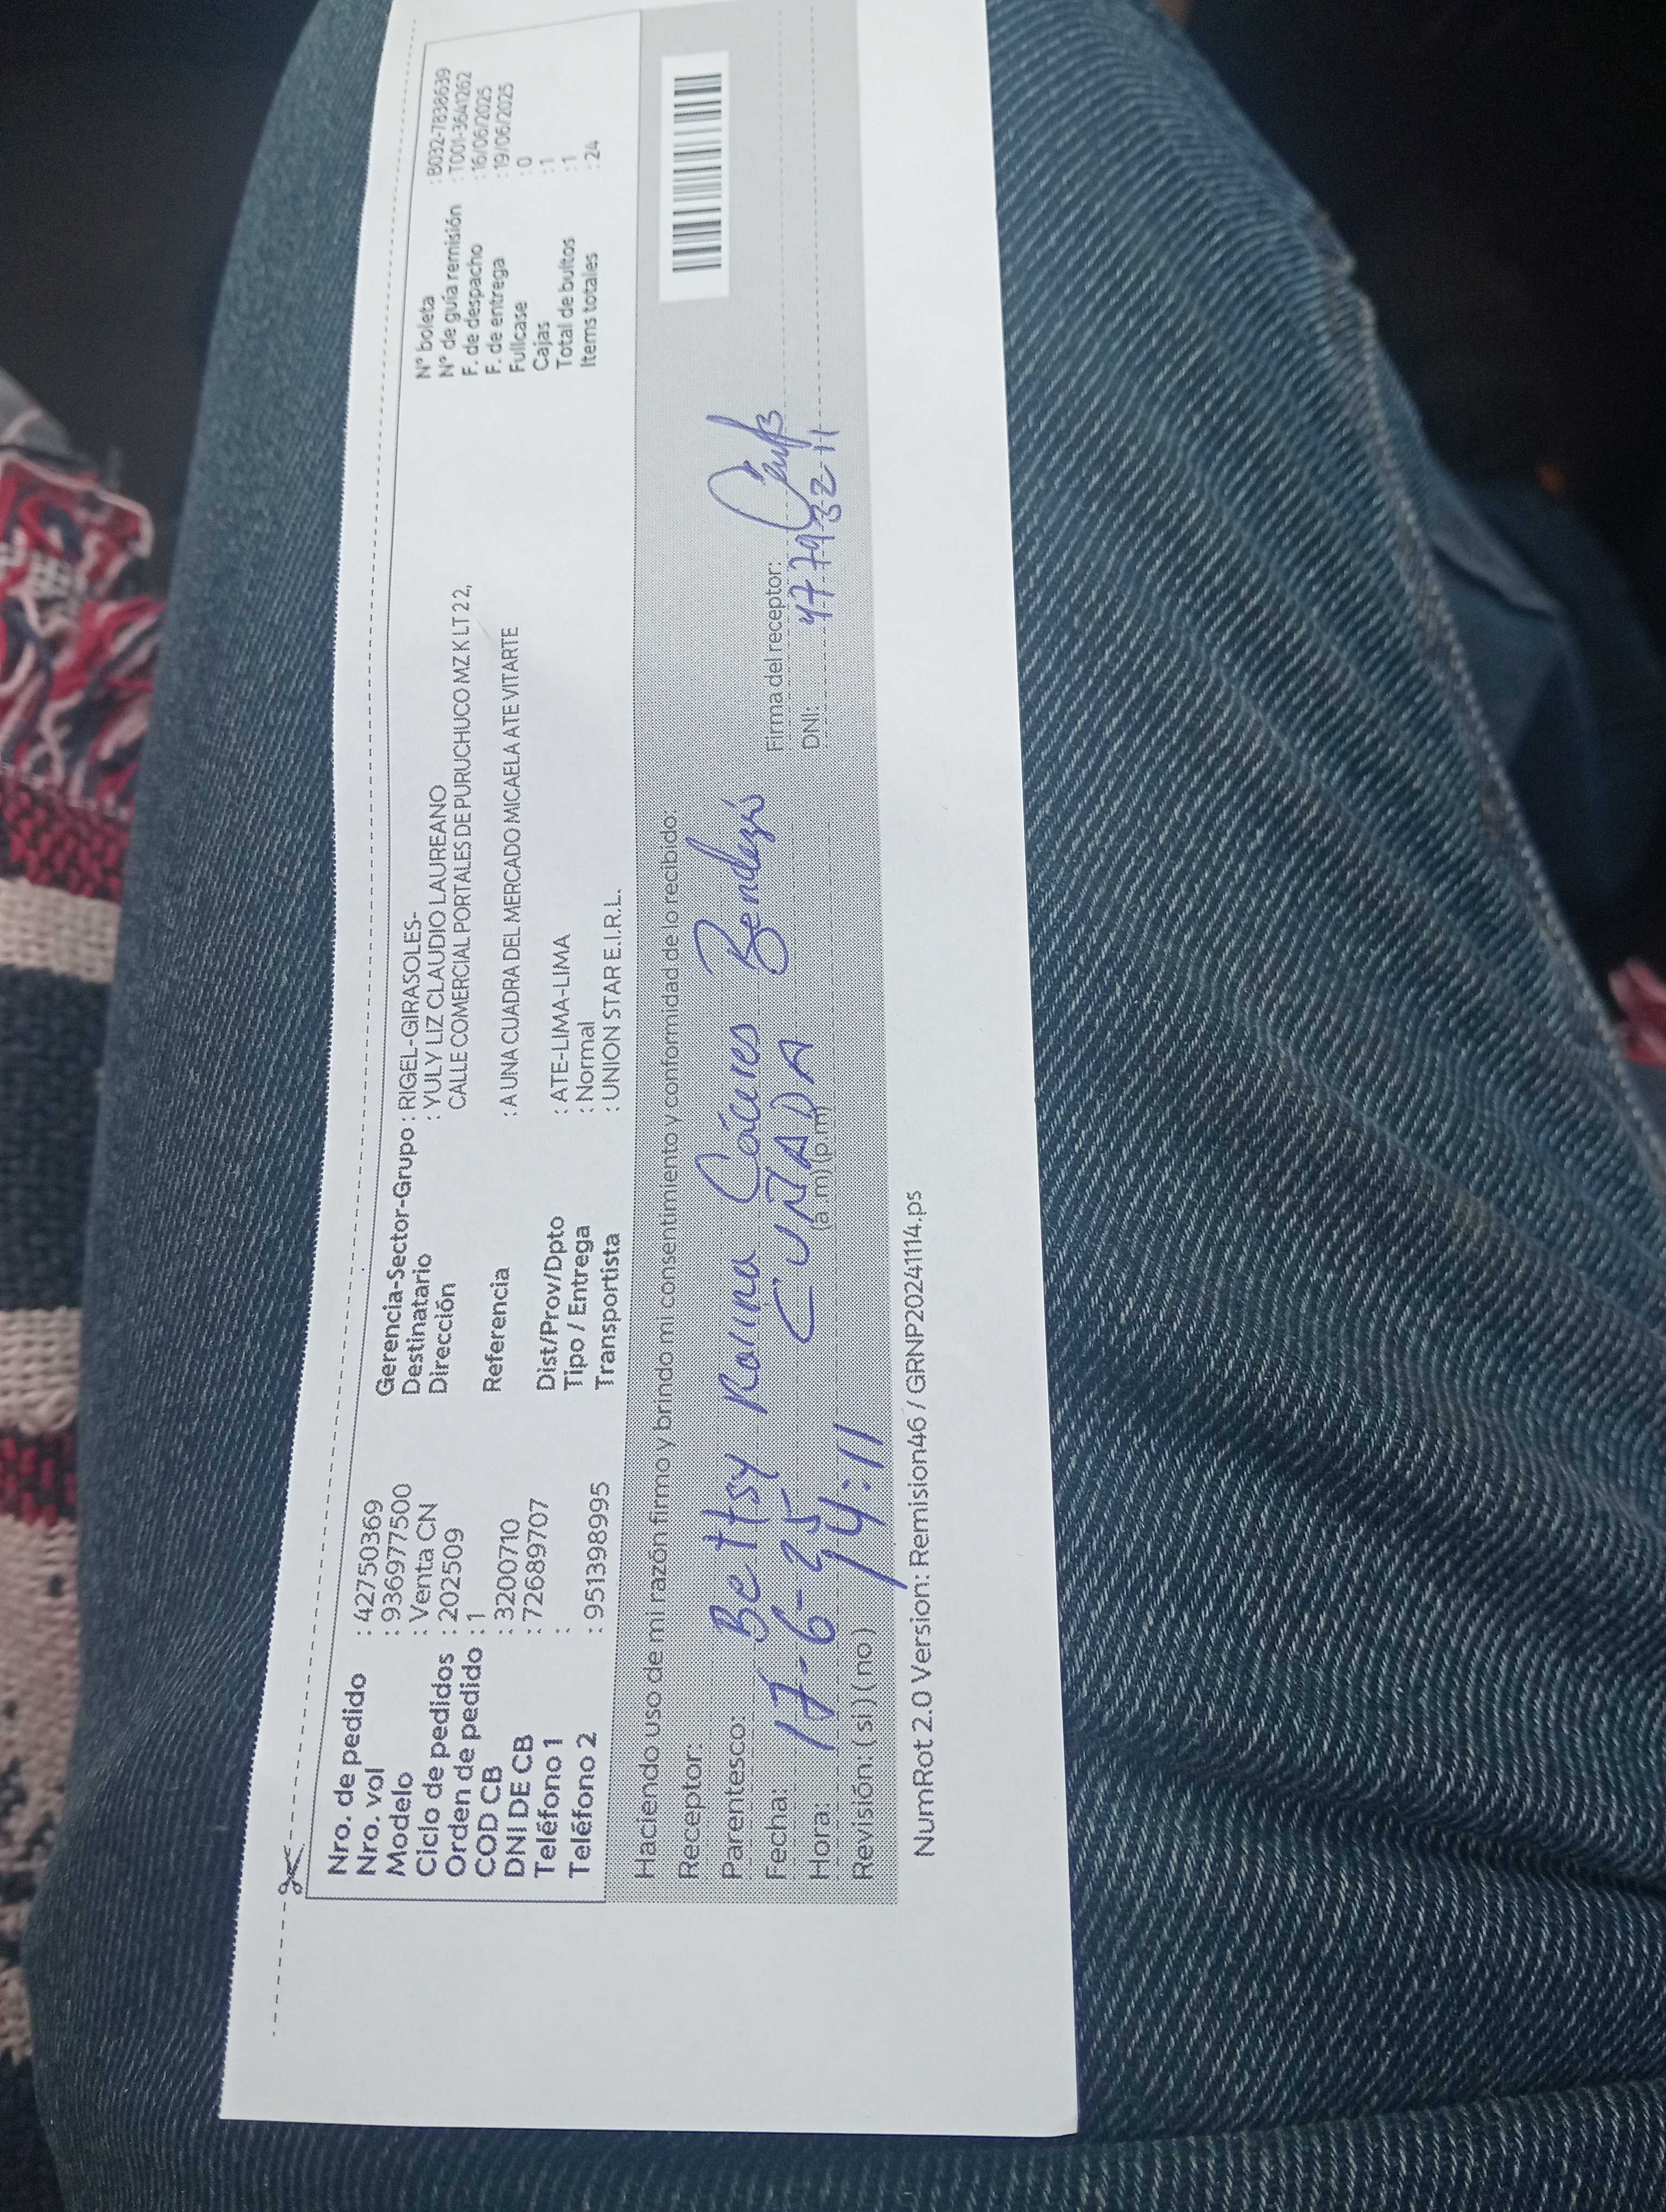 Nro. de pedido : 42750369
Nro. vol : 936977500
Modelo : Venta CN
Ciclo de pedidos : 202509
Orden de pedido : 1
COD CB : 3200710
DNI DE CB : 72689707
Teléfono 1 :
Teléfono 2 : 951398995
Gerencia-Sector-Grupo : RIGEL-GIRASOLES-
Destinatario : YULY LIZ CLAUDIO LAUREANO
Dirección CALLE COMERCIAL PORTALES DE PURUCHUCO MZ K LT 22,
Referencia : A UNA CUADRA DEL MERCADO MICAELA ATE VITARTE
Dist/Prov/Dpto : ATE-LIMA-LIMA
Tipo / Entrega : Normal
Transportista : UNION STAR E.I.R.L.
N° boleta : B032-7838639
N° de guía remisión : T001-3641262
F. de despacho : 16/06/2025
F. de entrega : 19/06/2025
Fullcase : 0
Cajas : 1
Total de bultos : 1
Items totales : 24
Haciendo uso de mi razón firmo y brindo mi consentimiento y conformidad de lo recibido:
Receptor: Bettsy Karina Cáceres Bendezú
Parentesco: CUÑADA
Fecha: 17-6-25
Hora: 14:11 (a m) (p.m)
Revisión: ( si ) ( no )
Firma del receptor:
DNI: 47793211
NumRot 2.0 Version: Remision46 / GRNP20241114.ps